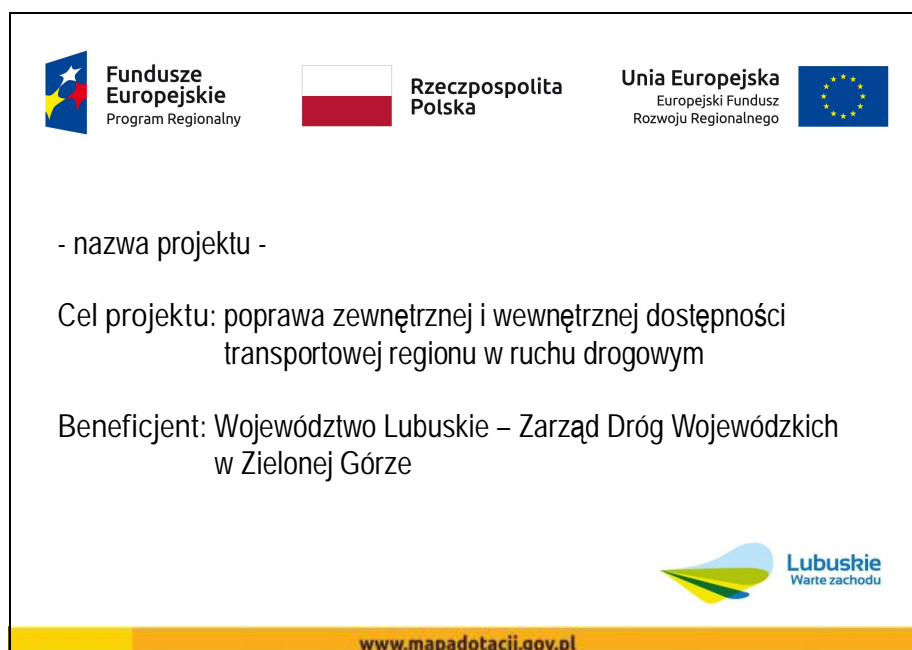 Fundusze
Europejskie
Program Regionalny
Rzeczpospolita
Polska
Unia Europejska
Europejski Fundusz
Rozwoju Regionalnego
- nazwa projektu -
Cel projektu: poprawa zewnętrznej i wewnętrznej dostępności
transportowej regionu w ruchu drogowym
Beneficjent: Województwo Lubuskie – Zarząd Dróg Wojewódzkich
w Zielonej Górze
Lubuskie
Warte zachodu
www.mapadotacji.gov.pl